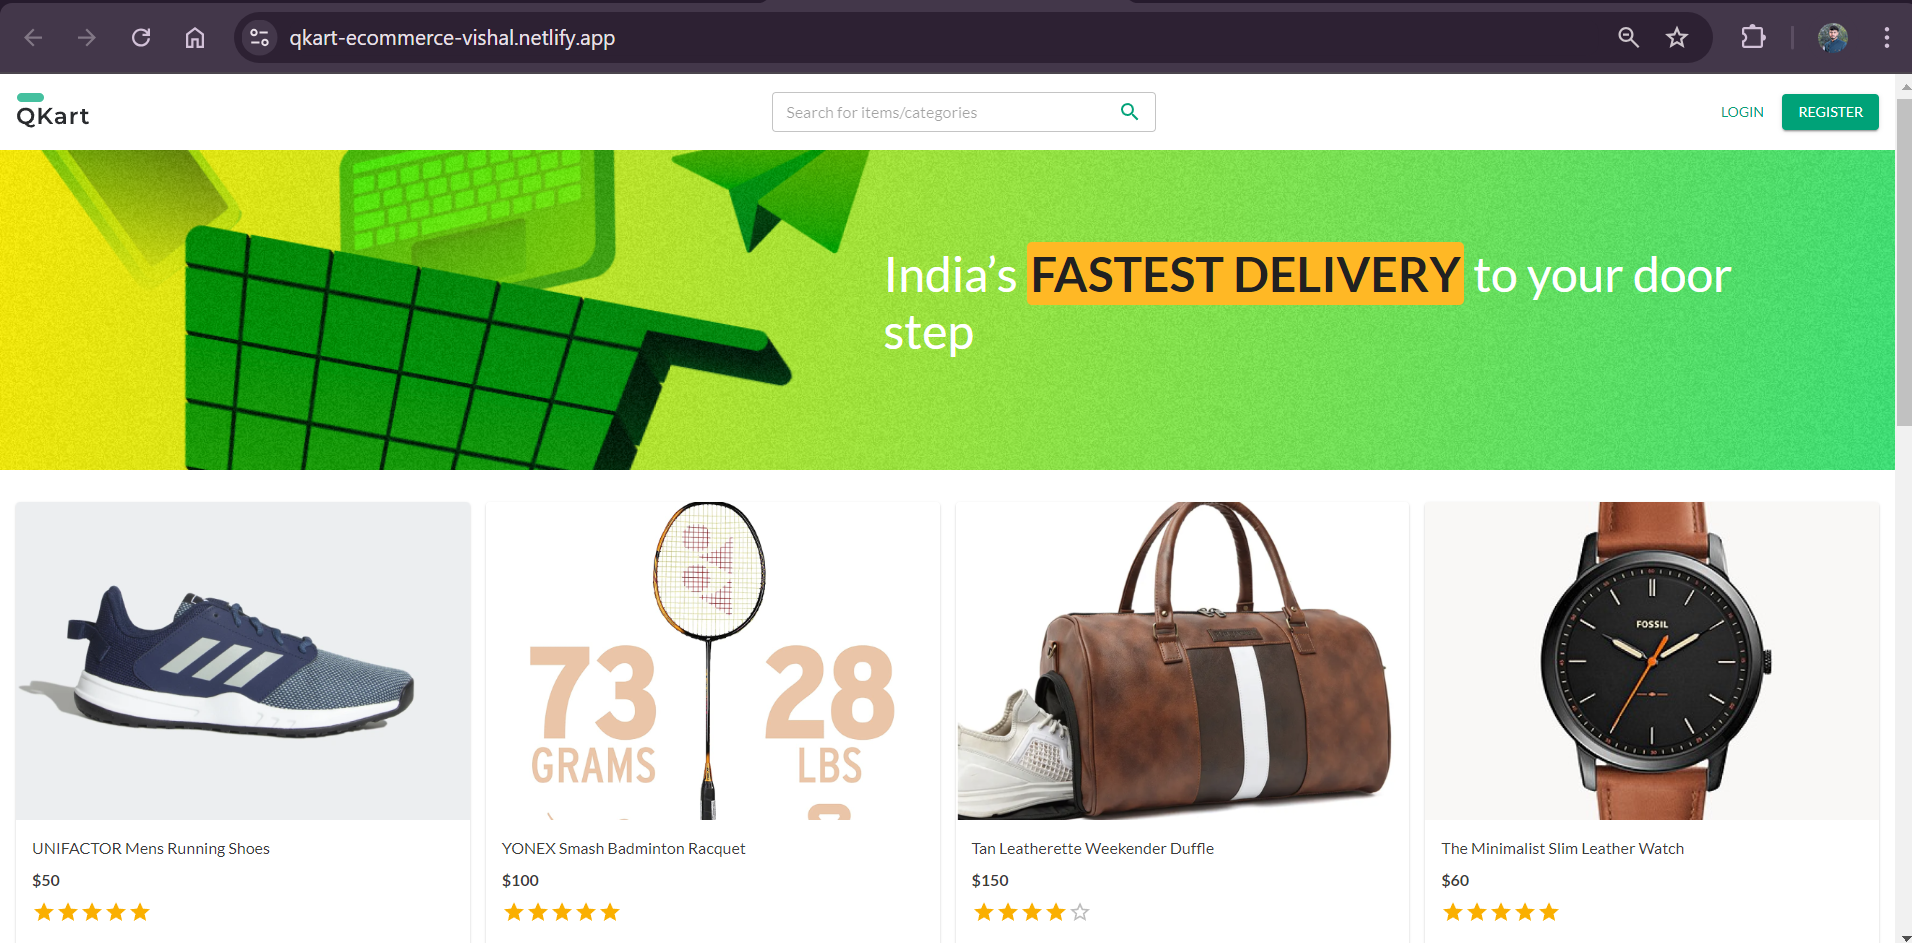 qkart-ecommerce-vishal.netlify.app
QKart
Search for items/categories
LOGIN
REGISTER
India’s FASTEST DELIVERY to your door
step
73
GRAMS
28
LBS
FOSSIL
UNIFACTOR Mens Running Shoes
$50
YONEX Smash Badminton Racquet
$100
Tan Leatherette Weekender Duffle
$150
The Minimalist Slim Leather Watch
$60